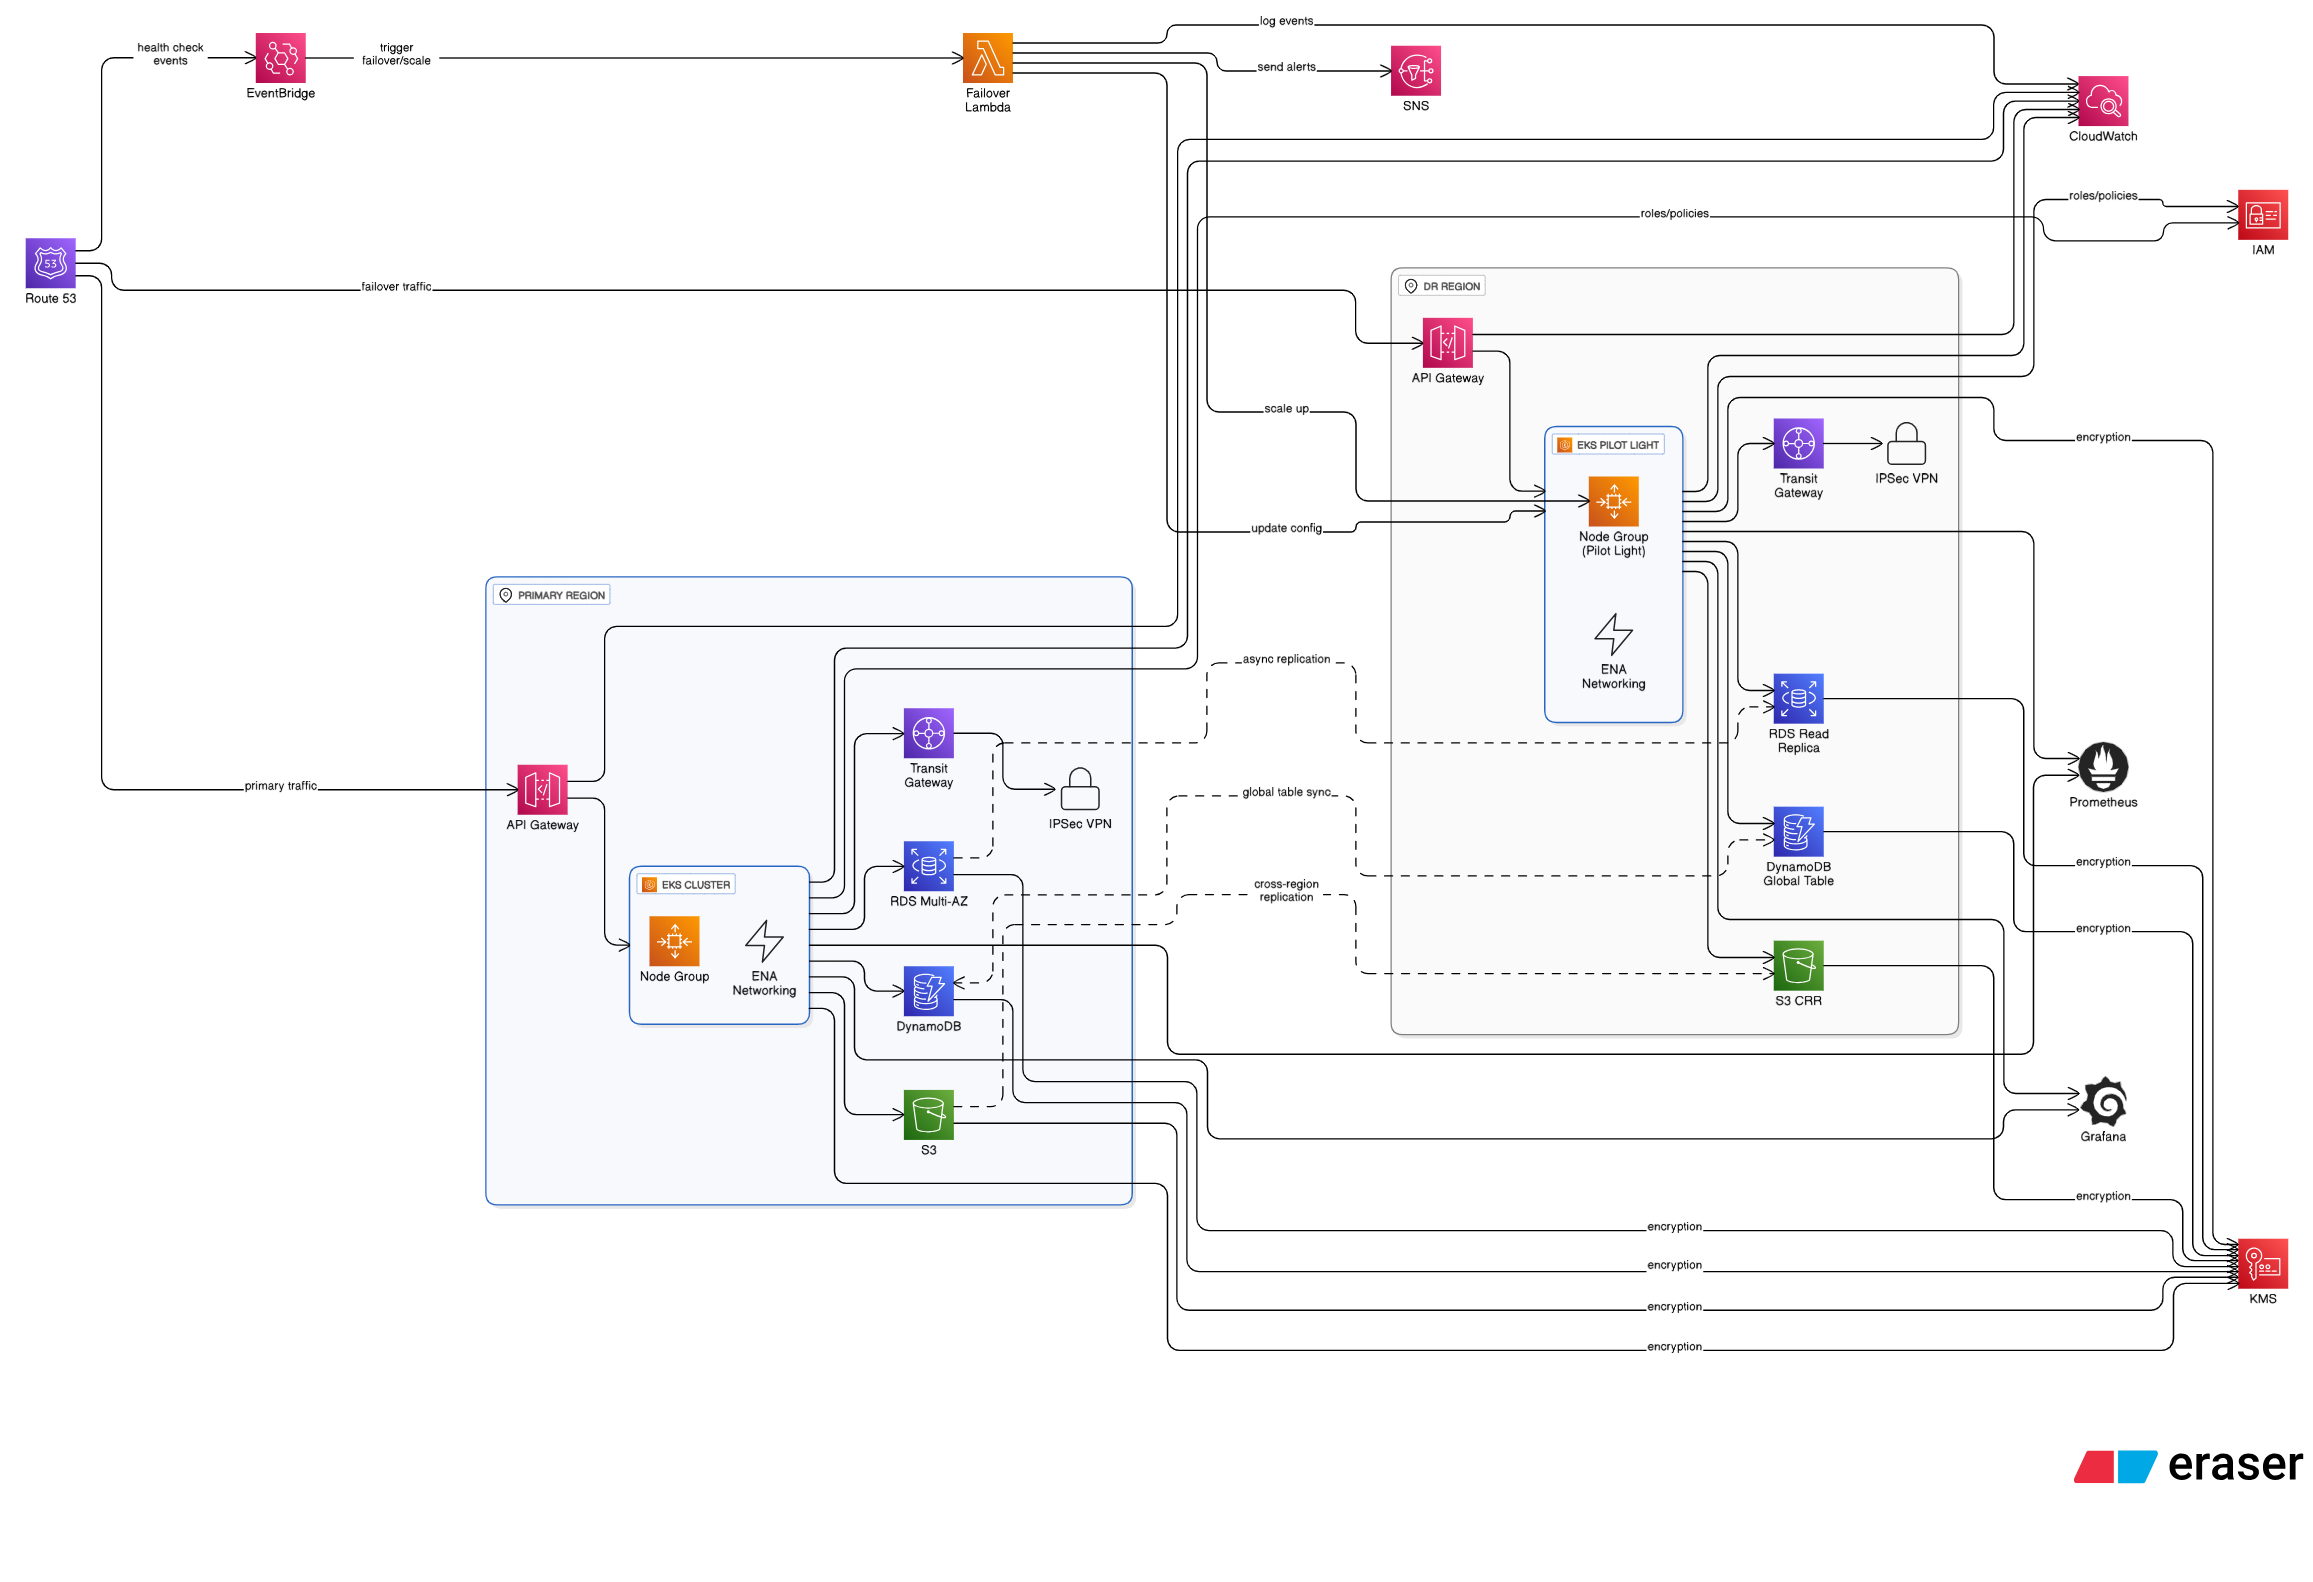 log events
health check
events
trigger
failover/scale
send alerts
EventBridge
Failover
Lambda
SNS
CloudWatch
roles/policies
roles/policies
IAM
53
Route 53
failover traffic
DR REGION
API Gateway
scale up
EKS PILOT LIGHT
encryption
Transit
Gateway
IPSec VPN
update config
Node Group
(Pilot Light)
PRIMARY REGION
async replication
ENA
Networking
RDS Read
Replica
Transit
Gateway
primary traffic
global table sync
API Gateway
IPSec VPN
Prometheus
DynamoDB
Global Table
encryption
EKS CLUSTER
RDS Multi-AZ
cross-region
replication
encryption
Node Group
ENA
Networking
DynamoDB
S3 CRR
S3
Grafana
encryption
encryption
encryption
KMS
encryption
encryption
eraser